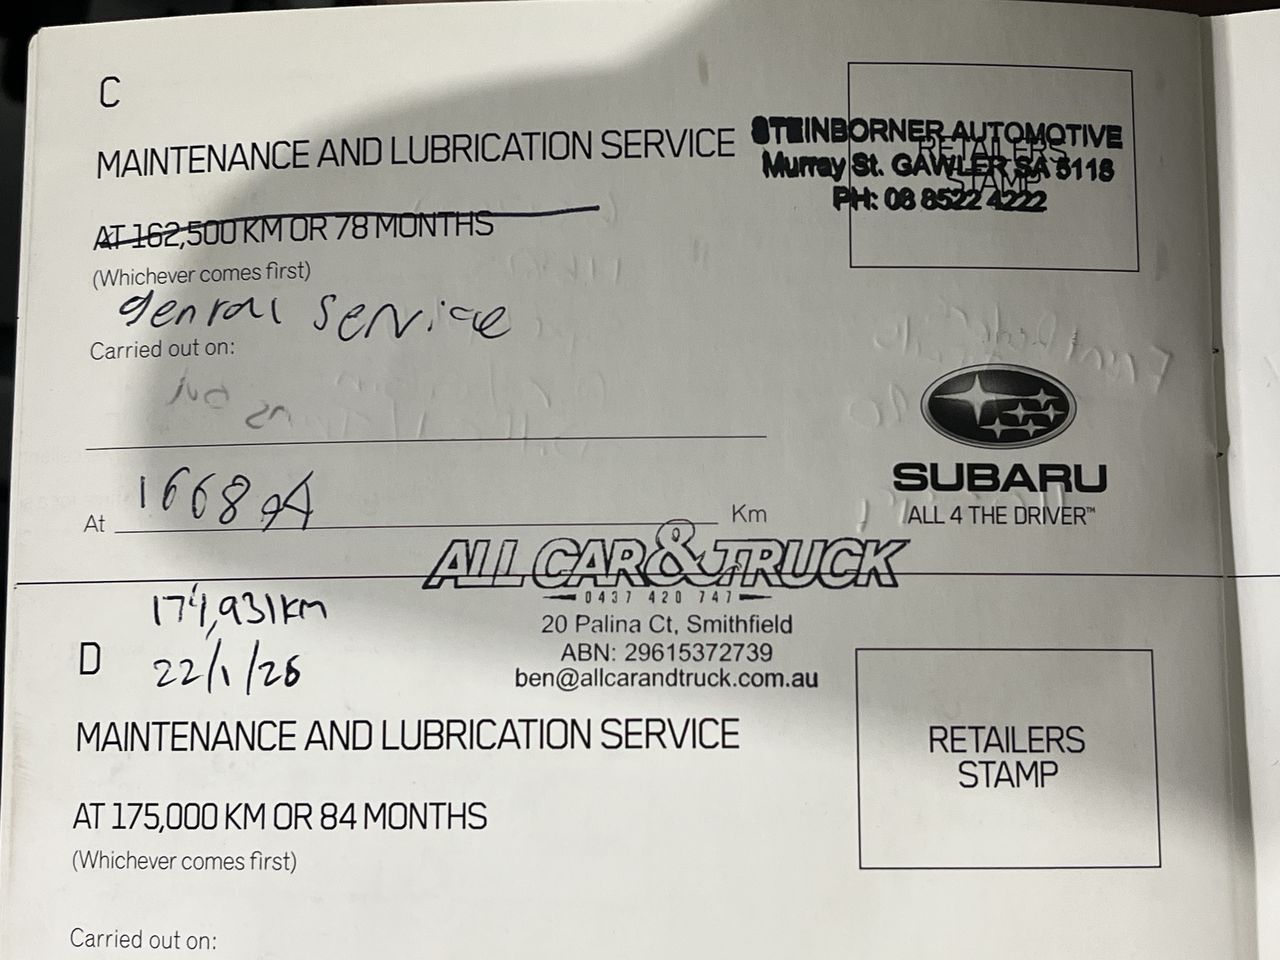 C
MAINTENANCE AND LUBRICATION SERVICE
STEINBORNER AUTOMOTIVE
Murray St. GAWLER SA 5118
PH: 08 8522 4222
RETAILERS
STAMP
AT 162,500 KM OR 78 MONTHS
(Whichever comes first)
genral service
Carried out on:
At 1668 Km
SUBARU
ALL 4 THE DRIVER™
ALL CAR & TRUCK
0437 420 747
20 Palina Ct, Smithfield
ABN: 29615372739
ben@allcarandtruck.com.au
174,931km
22/1/26
D
MAINTENANCE AND LUBRICATION SERVICE
RETAILERS
STAMP
AT 175,000 KM OR 84 MONTHS
(Whichever comes first)
Carried out on: